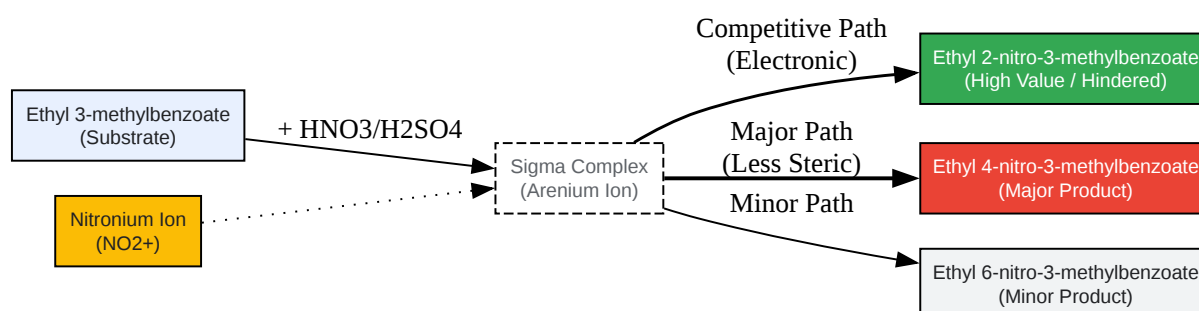 Ethyl 3-methylbenzoate
(Substrate)
+ HNO3/H2SO4
Nitronium Ion
(NO2+)
Sigma Complex
(Arenium Ion)
Competitive Path
(Electronic)
Major Path
(Less Steric)
Minor Path
Ethyl 2-nitro-3-methylbenzoate
(High Value / Hindered)
Ethyl 4-nitro-3-methylbenzoate
(Major Product)
Ethyl 6-nitro-3-methylbenzoate
(Minor Product)